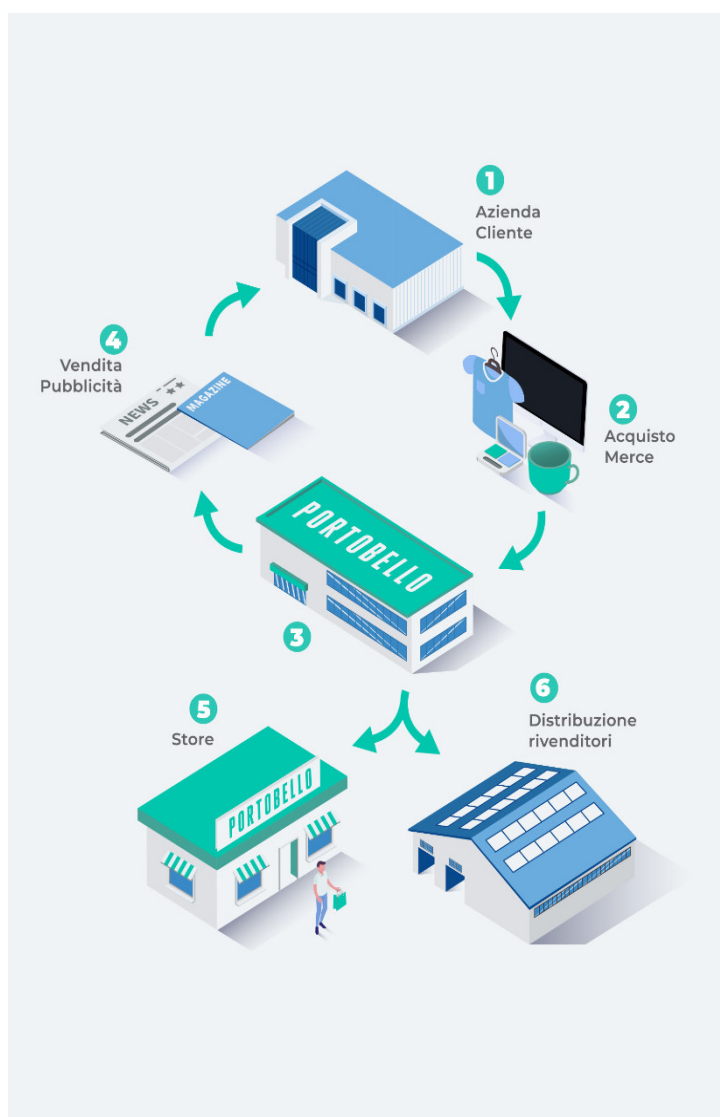 1
Azienda
Cliente
4
Vendita
Pubblicità
NEWS
MAGAZINE
2
Acquisto
Merce
PORTOBELLO
3
5
Store
6
Distribuzione
rivenditori
PORTOBELLO